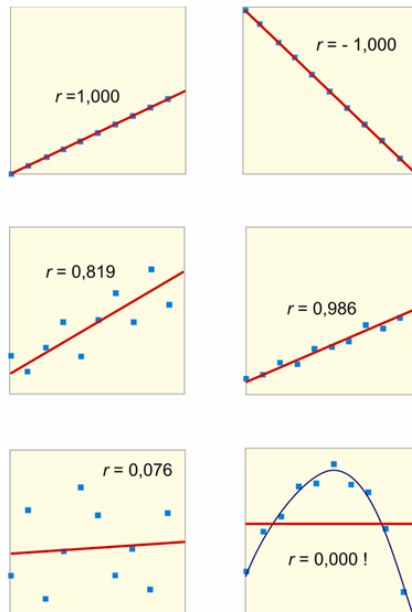 r =1,000
r = - 1,000
r = 0,819
r = 0,986
r = 0,076
r = 0,000 !